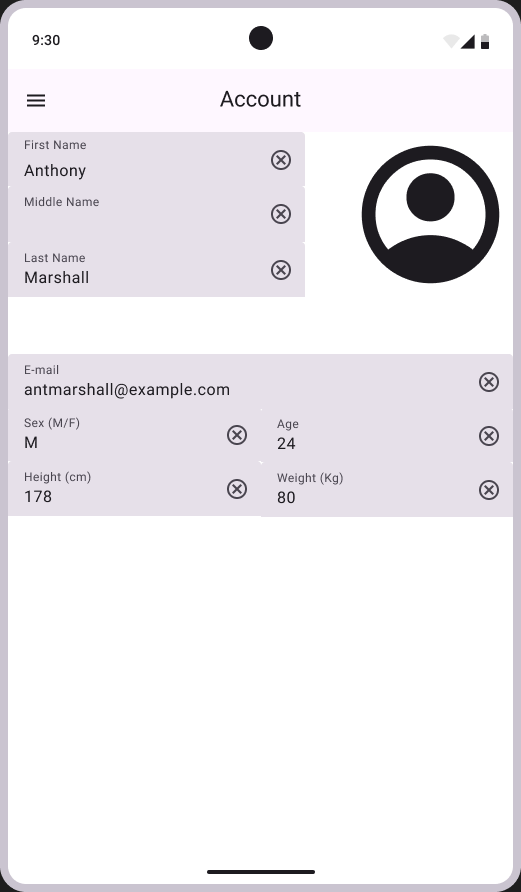 9:30
Account
First Name
Anthony
Middle Name
Last Name
Marshall
E-mail
antmarshall@example.com
Sex (M/F)
M
Age
24
Height (cm)
178
Weight (Kg)
80